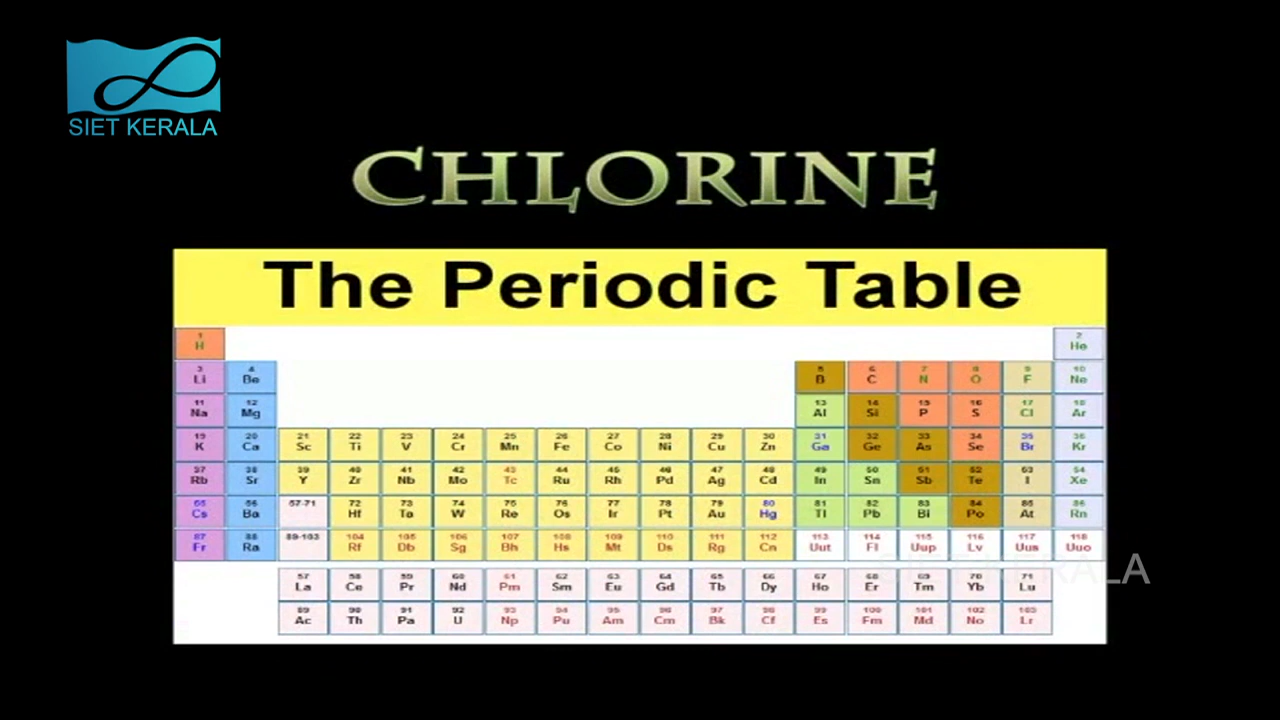 SIET KERALA
CHLORINE
The Periodic Table
1 2
H He
3 4 5 6 7 8 9 10
Li Be B C N O F Ne
11 12 13 14 15 16 17 18
Na Mg Al Si P S Cl Ar
19 20 21 22 23 24 25 26 27 28 29 30 31 32 33 34 35 36
K Ca Sc Ti V Cr Mn Fe Co Ni Cu Zn Ga Ge As Se Br Kr
37 38 39 40 41 42 43 44 45 46 47 48 49 50 51 52 53 54
Rb Sr Y Zr Nb Mo Tc Ru Rh Pd Ag Cd In Sn Sb Te I Xe
55 56 57-71 72 73 74 75 76 77 78 79 80 81 82 83 84 85 86
Cs Ba Hf Ta W Re Os Ir Pt Au Hg Tl Pb Bi Po At Rn
87 88 89-103 104 105 106 107 108 109 110 111 112 113 114 115 116 117 118
Fr Ra Rf Db Sg Bh Hs Mt Ds Rg Cn Uut Fl Uup Lv Uus Uuo
57 58 59 60 61 62 63 64 65 66 67 68 69 70 71
La Ce Pr Nd Pm Sm Eu Gd Tb Dy Ho Er Tm Yb Lu
89 90 91 92 93 94 95 96 97 98 99 100 101 102 103
Ac Th Pa U Np Pu Am Cm Bk Cf Es Fm Md No Lr
SIET KERALA